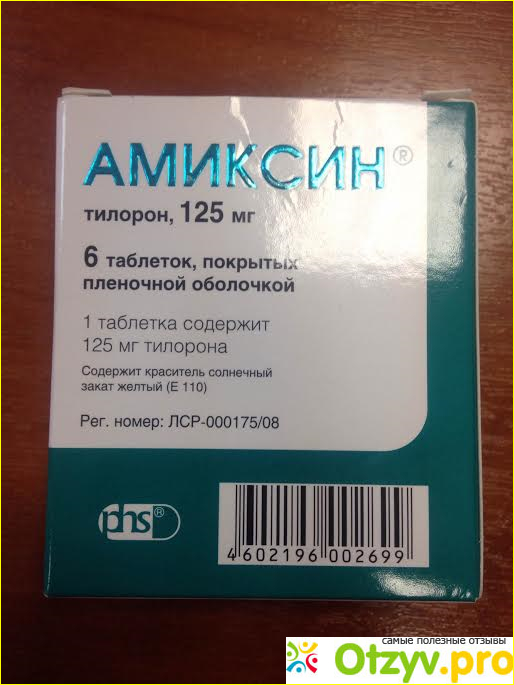 АМИКСИН®
тилорон, 125 мг
6 таблеток, покрытых
пленочной оболочкой
1 таблетка содержит
125 мг тилорона
Содержит краситель солнечный
закат желтый (Е 110)
Рег. номер: ЛСР-000175/08
phs®
4 602196 002699
самые полезные отзывы
Otzyv.pro